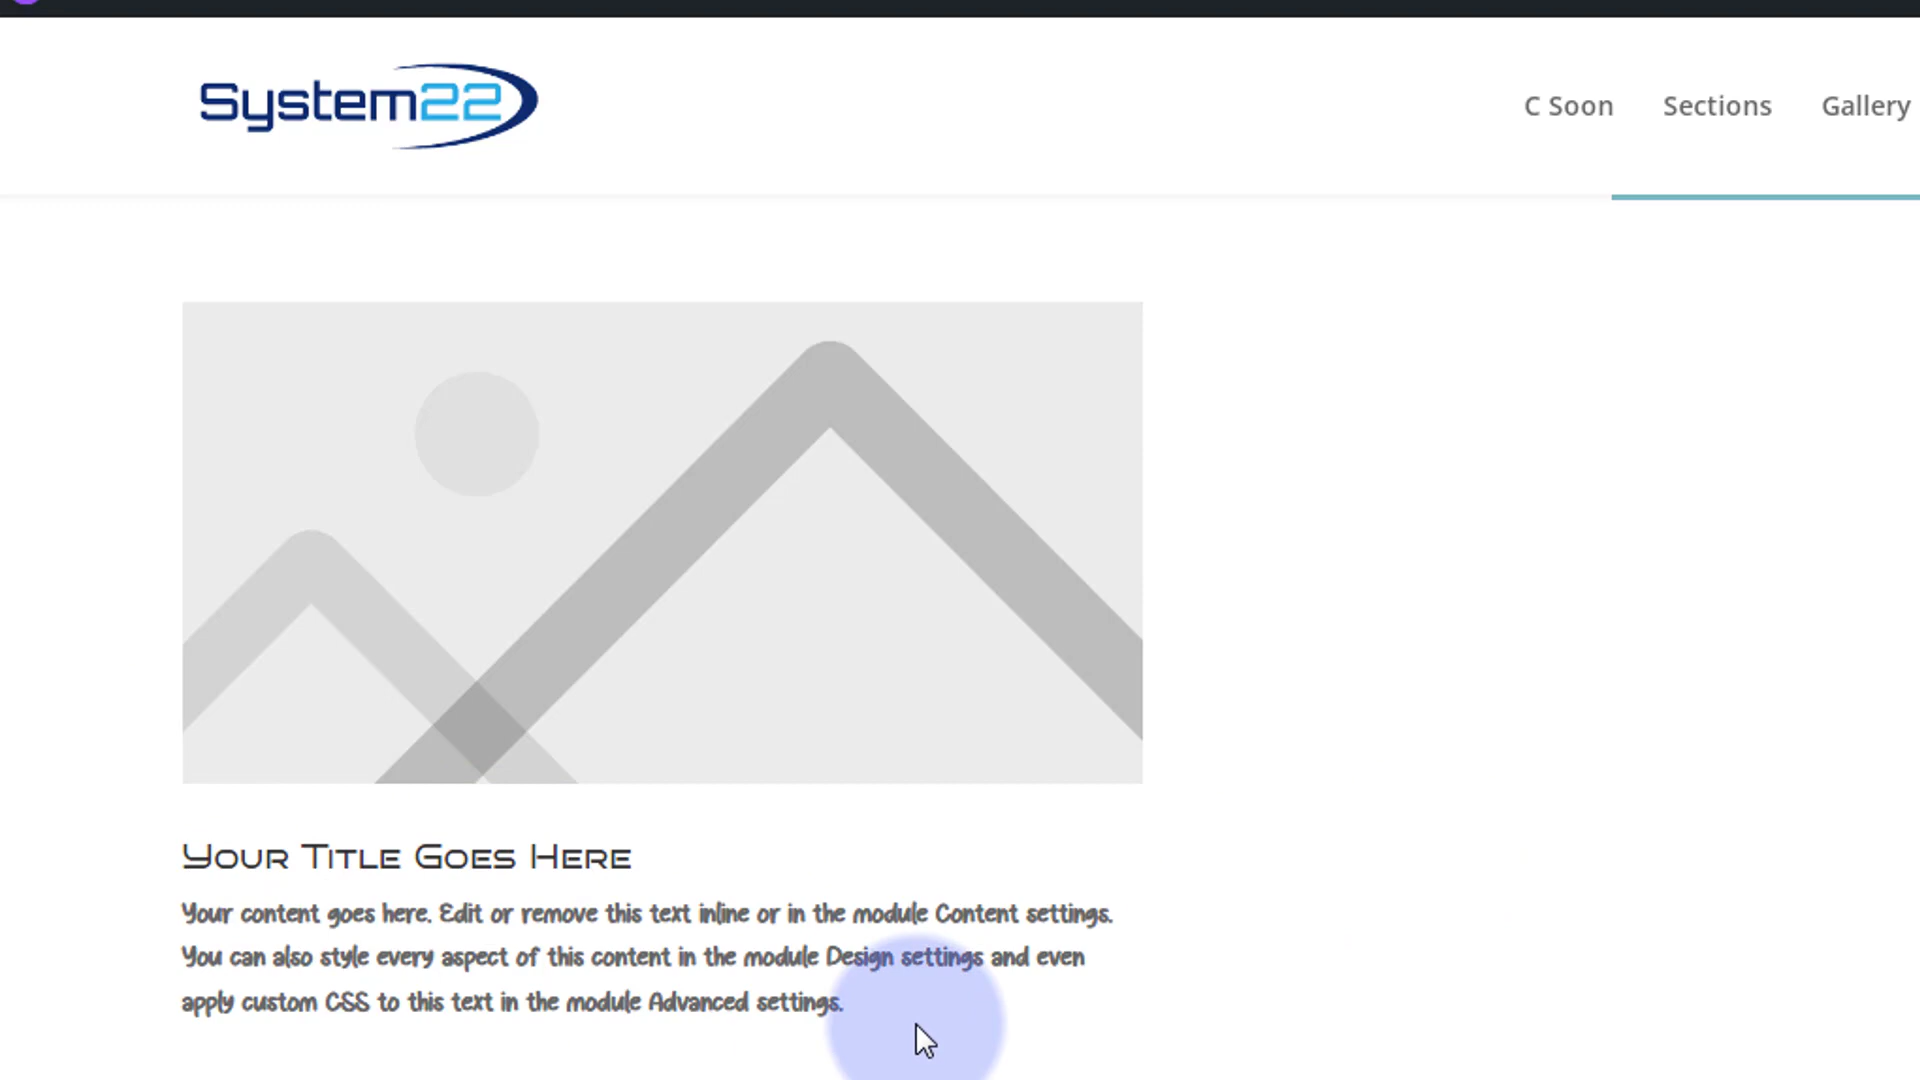 System22
C Soon Sections Gallery
Your Title Goes Here
Your content goes here. Edit or remove this text inline or in the module Content settings.
You can also style every aspect of this content in the module Design settings and even
apply custom CSS to this text in the module Advanced settings.